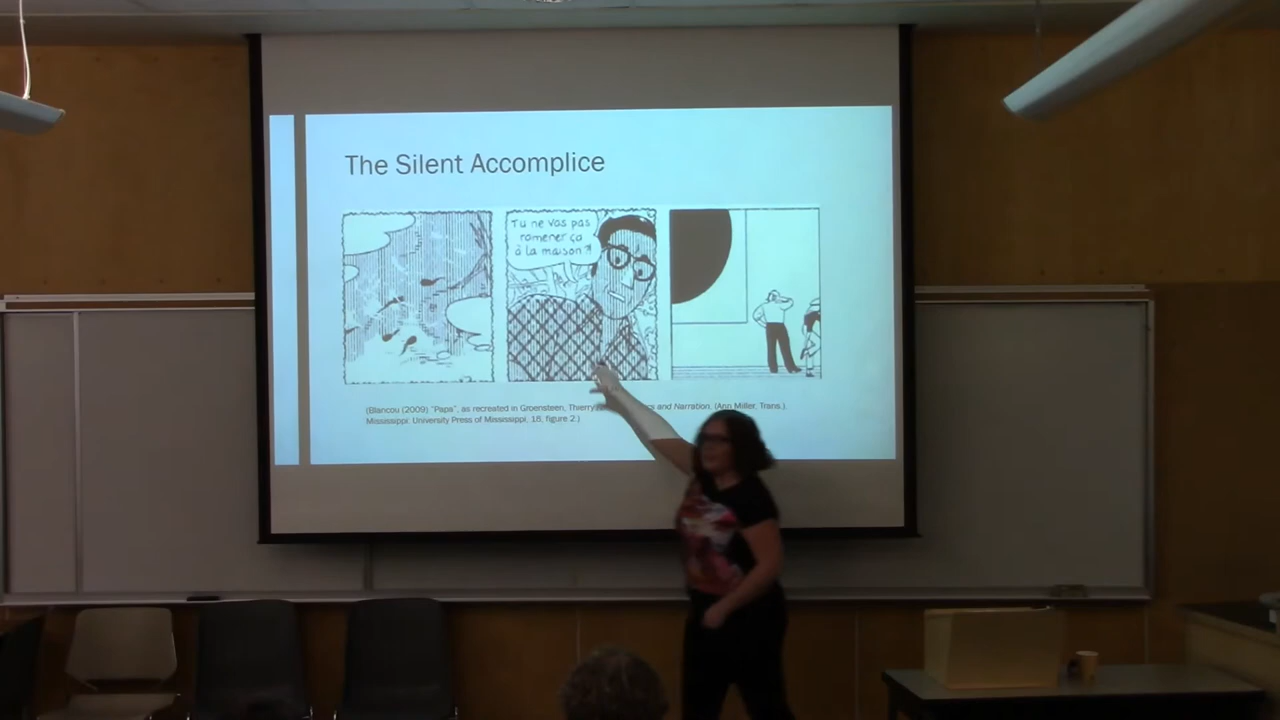 The Silent Accomplice
Tu ne vas pas
ramener ça
à la maison ?!
(Blancou (2009) "Papa", as recreated in Groensteen, Thierry and Narration, (Ann Miller, Trans.).
Mississippi. University Press of Mississippi, 18, figure 2.)